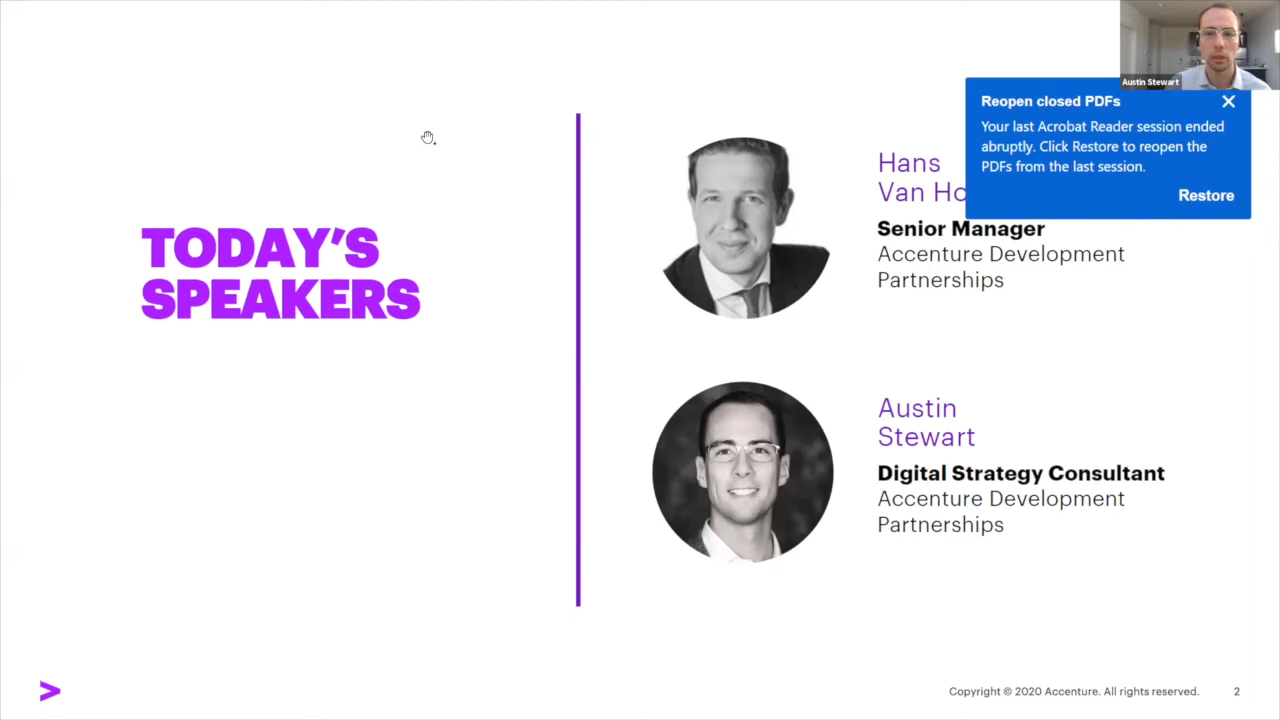 Austin Stewart
Reopen closed PDFs
Your last Acrobat Reader session ended
abruptly. Click Restore to reopen the
PDFs from the last session.
Restore
TODAY'S
SPEAKERS
Hans
Van Ho
Senior Manager
Accenture Development
Partnerships
Austin
Stewart
Digital Strategy Consultant
Accenture Development
Partnerships
>
Copyright © 2020 Accenture. All rights reserved.
2